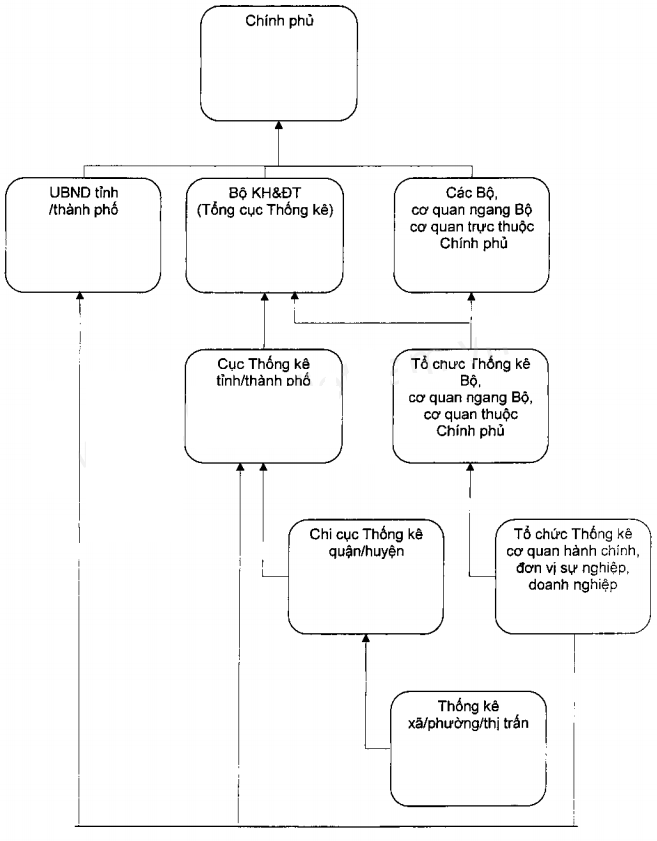 Chính phủ
UBND tỉnh
/thành phố
Bộ KH&ĐT
(Tổng cục Thống kê)
Các Bộ,
cơ quan ngang Bộ
cơ quan trực thuộc
Chính phủ
Cục Thống kê
tỉnh/thành phố
Tổ chức Thống kê
Bộ,
cơ quan ngang Bộ,
cơ quan thuộc
Chính phủ
Chi cục Thống kê
quận/huyện
Tổ chức Thống kê
cơ quan hành chính,
đơn vị sự nghiệp,
doanh nghiệp
Thống kê
xã/phường/thị trấn